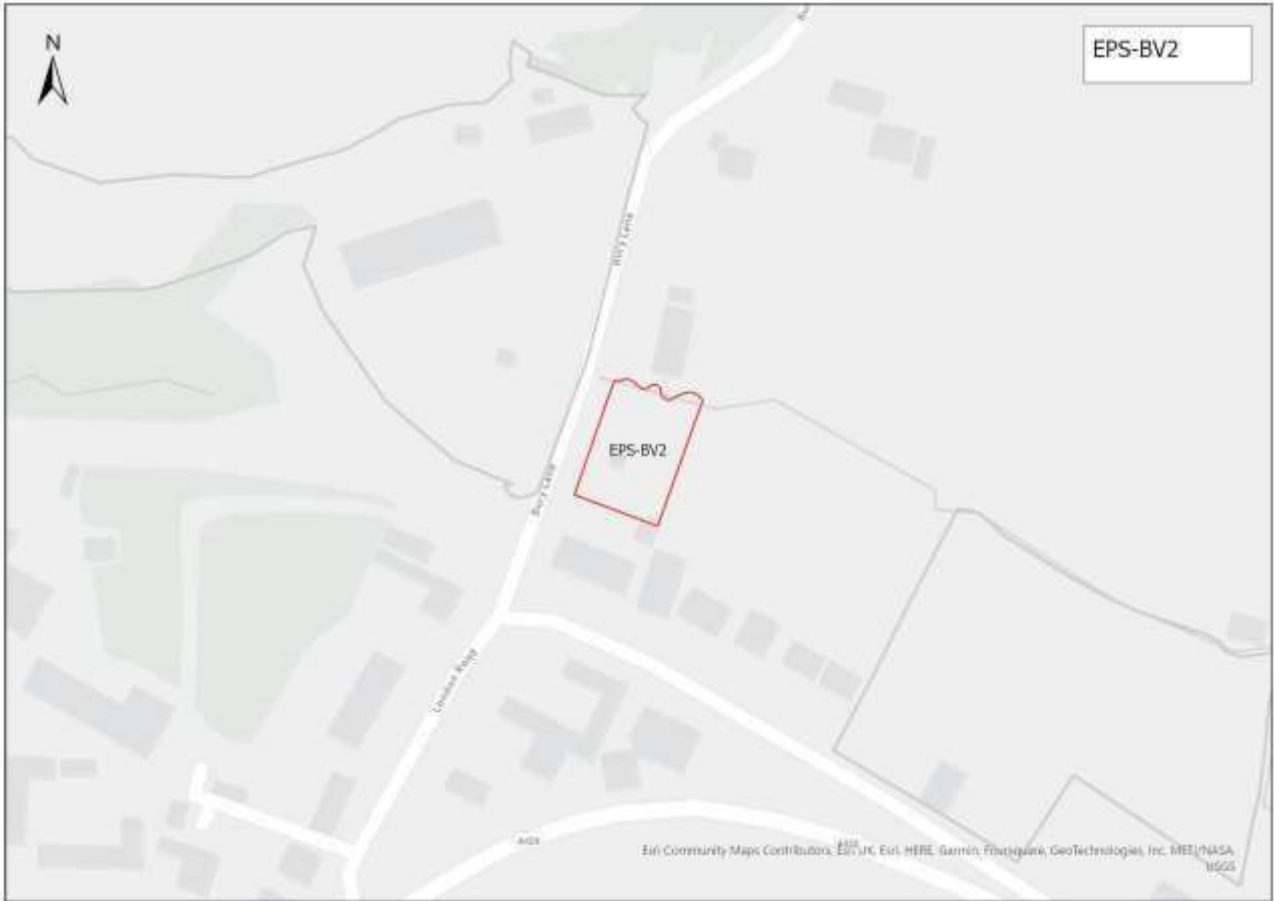 N
EPS-BV2
Bury Lane
EPS-BV2
Bury Lane
London Road
Esri Community Maps Contributors, Esri UK, Esri, HERE, Garmin, Foursquare, GeoTechnologies, Inc, METI/NASA,
USGS